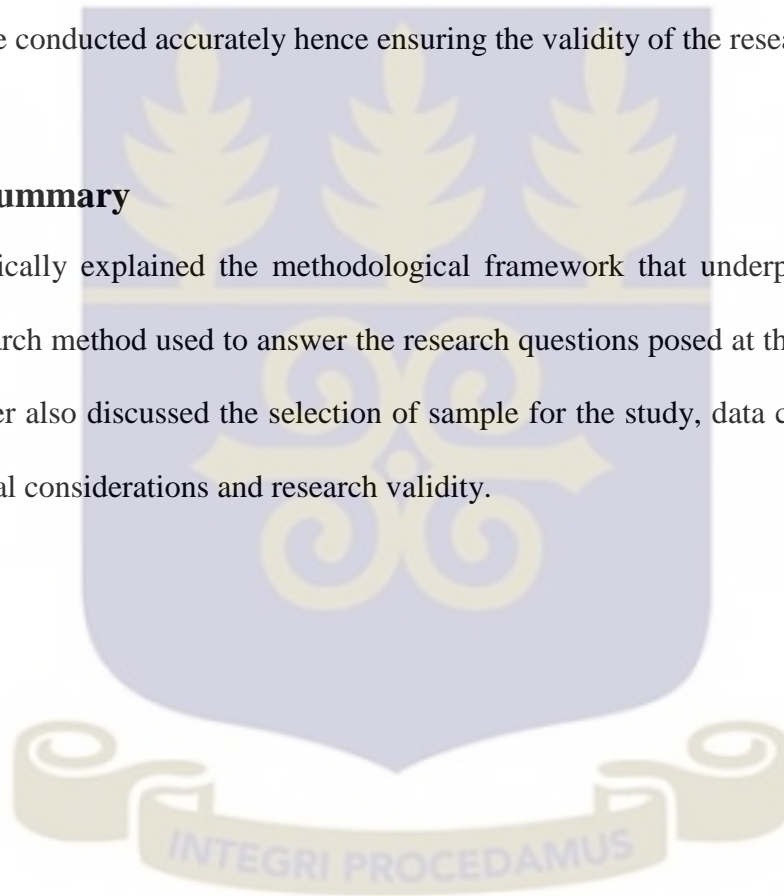 e conducted accurately hence ensuring the validity of the resea
ummary
ically explained the methodological framework that underp
arch method used to answer the research questions posed at th
er also discussed the selection of sample for the study, data c
al considerations and research validity.
INTEGRI PROCEDAMUS